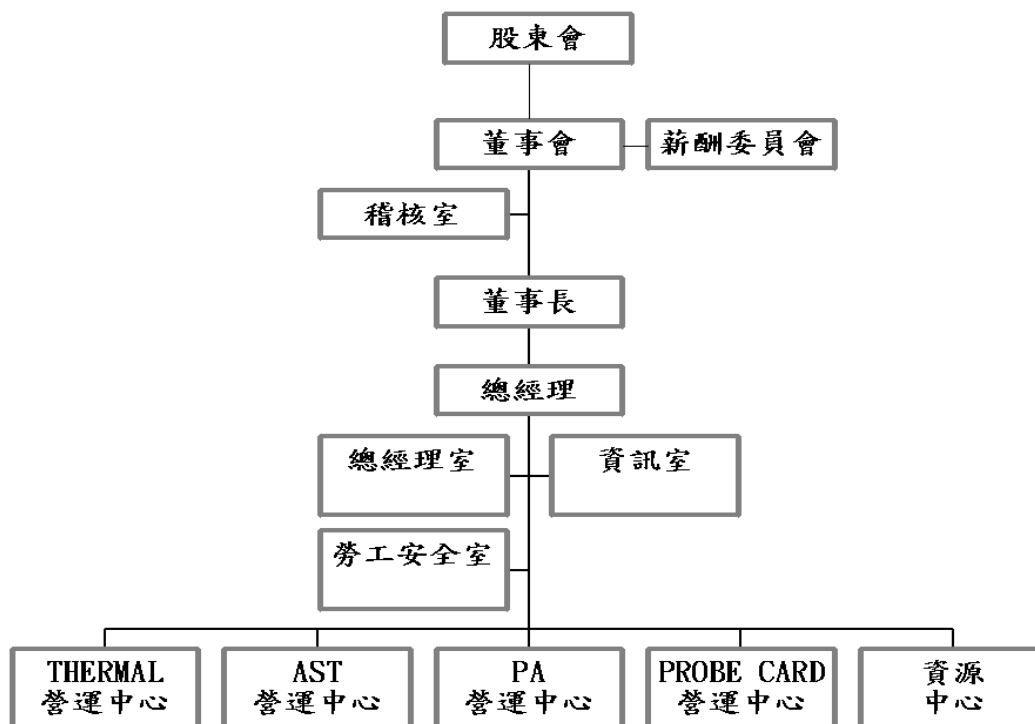 股東會
董事會
薪酬委員會
稽核室
董事長
總經理
總經理室
資訊室
勞工安全室
THERMAL
營運中心
AST
營運中心
PA
營運中心
PROBE CARD
營運中心
資源
中心